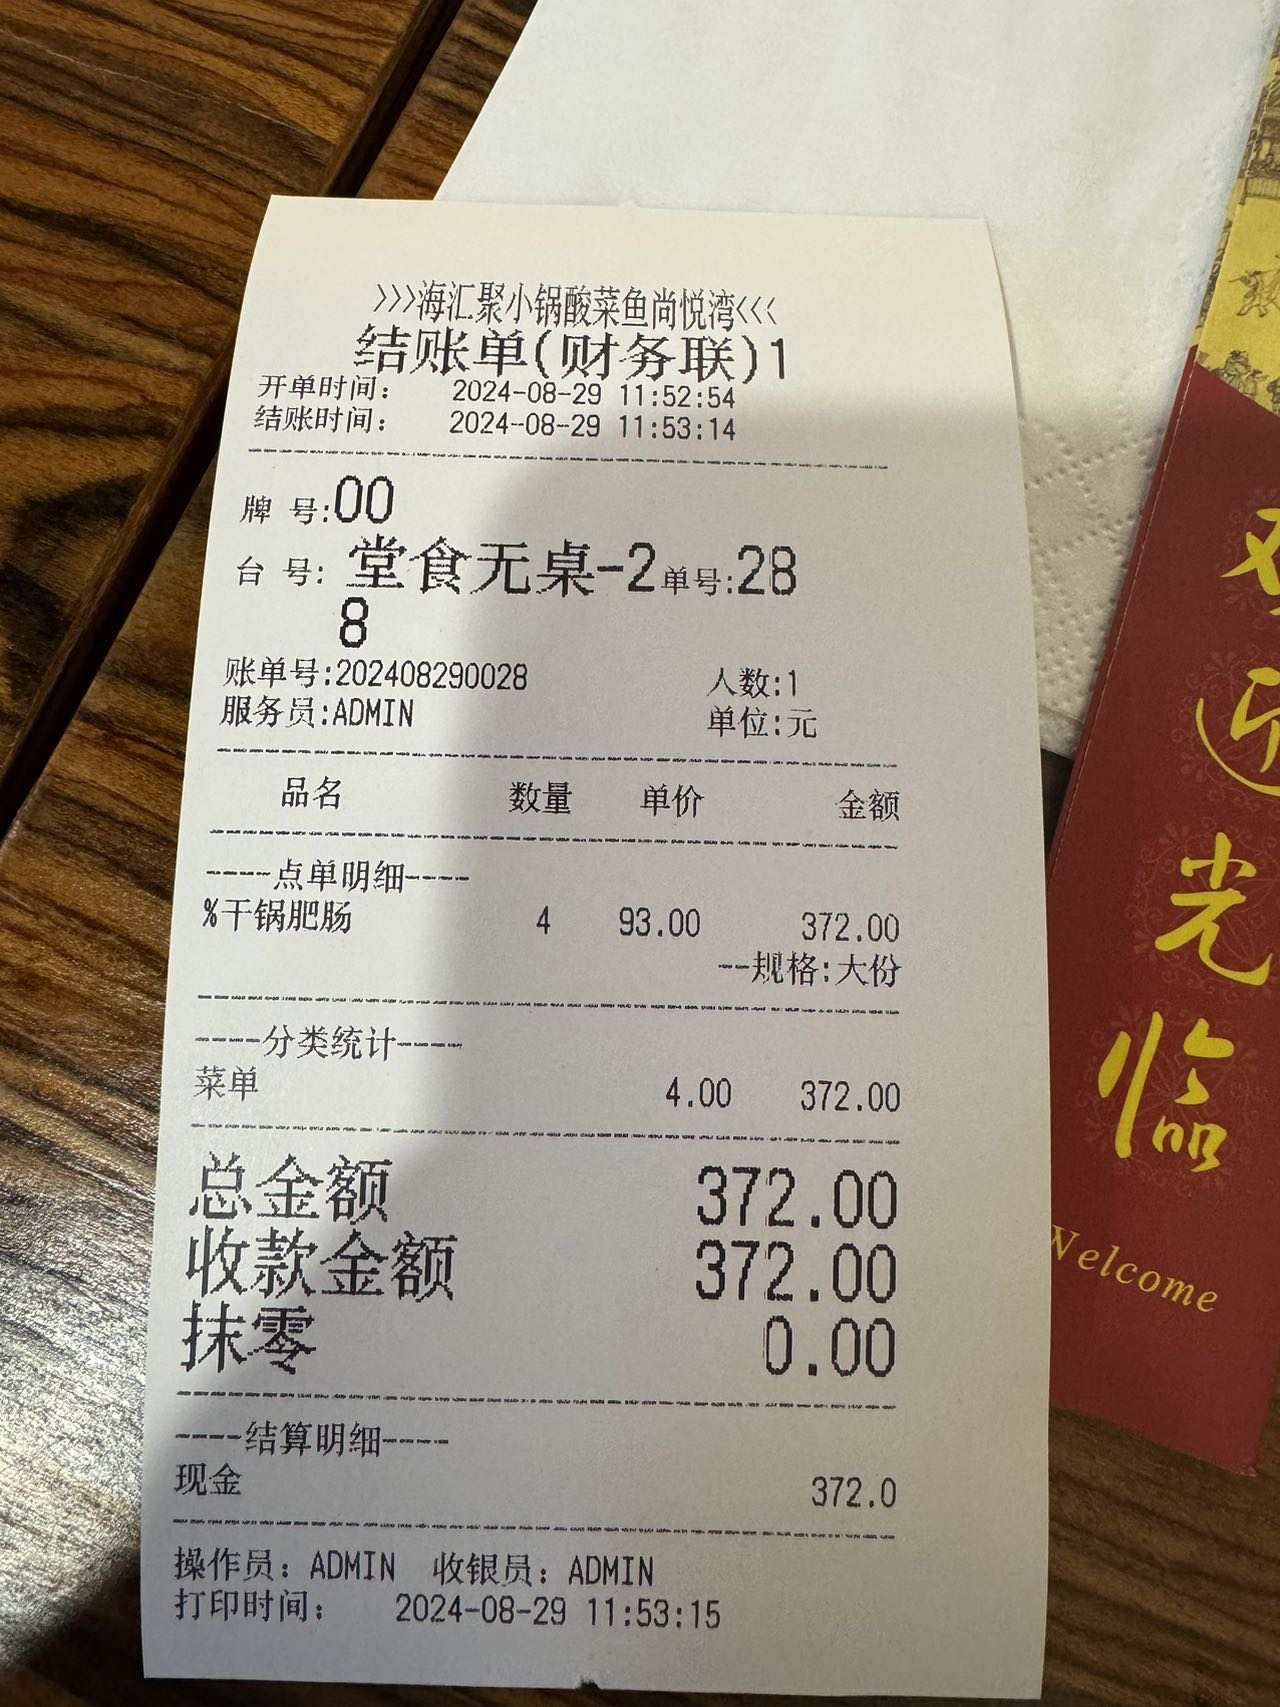 >>>海汇聚小锅酸菜鱼尚悦湾<<<
结账单(财务联)1
开单时间： 2024-08-29 11:52:54
结账时间： 2024-08-29 11:53:14
牌 号:00
台 号: 堂食无桌-2单号:28
8
账单号:202408290028 人数:1
服务员:ADMIN 单位:元
品名 数量 单价 金额
----点单明细----
%干锅肥肠 4 93.00 372.00
--规格:大份
----分类统计----
菜单 4.00 372.00
总金额 372.00
收款金额 372.00
抹零 0.00
----结算明细----
现金 372.0
操作员：ADMIN 收银员：ADMIN
打印时间： 2024-08-29 11:53:15
光
临
Welcome